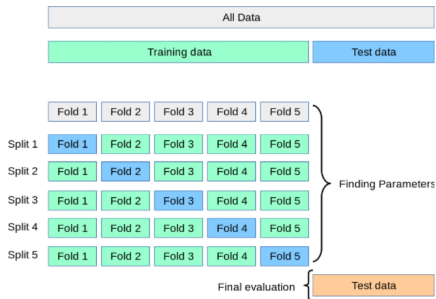 All Data
Training data Test data
Fold 1 Fold 2 Fold 3 Fold 4 Fold 5
Split 1 Fold 1 Fold 2 Fold 3 Fold 4 Fold 5
Split 2 Fold 1 Fold 2 Fold 3 Fold 4 Fold 5
Finding Parameters
Split 3 Fold 1 Fold 2 Fold 3 Fold 4 Fold 5
Split 4 Fold 1 Fold 2 Fold 3 Fold 4 Fold 5
Split 5 Fold 1 Fold 2 Fold 3 Fold 4 Fold 5
Final evaluation Test data